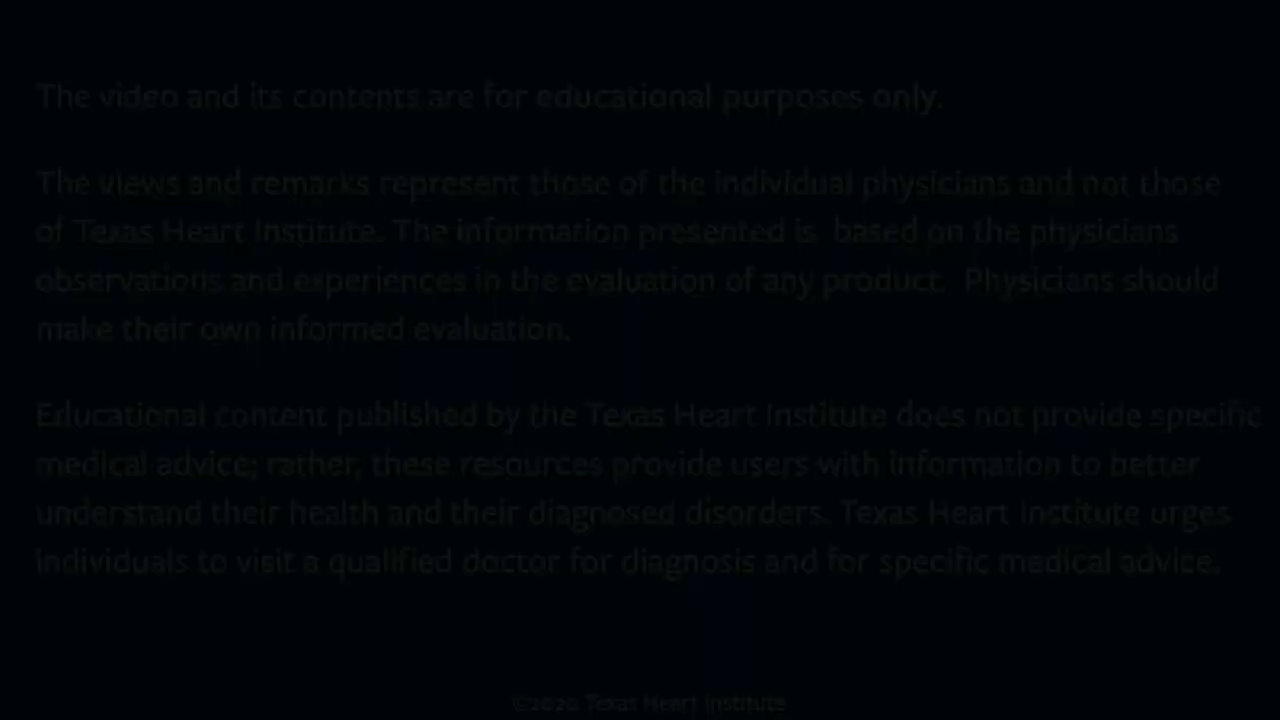 The video and its contents are for educational purposes only.
The views and remarks represent those of the individual physicians and not those
of Texas Heart Institute. The information presented is based on the physicians
observations and experiences in the evaluation of any product. Physicians should
make their own informed evaluation.
Educational content published by the Texas Heart Institute does not provide specific
medical advice; rather, these resources provide users with information to better
understand their health and their diagnosed disorders. Texas Heart Institute urges
individuals to visit a qualified doctor for diagnosis and for specific medical advice.
©2020 Texas Heart Institute